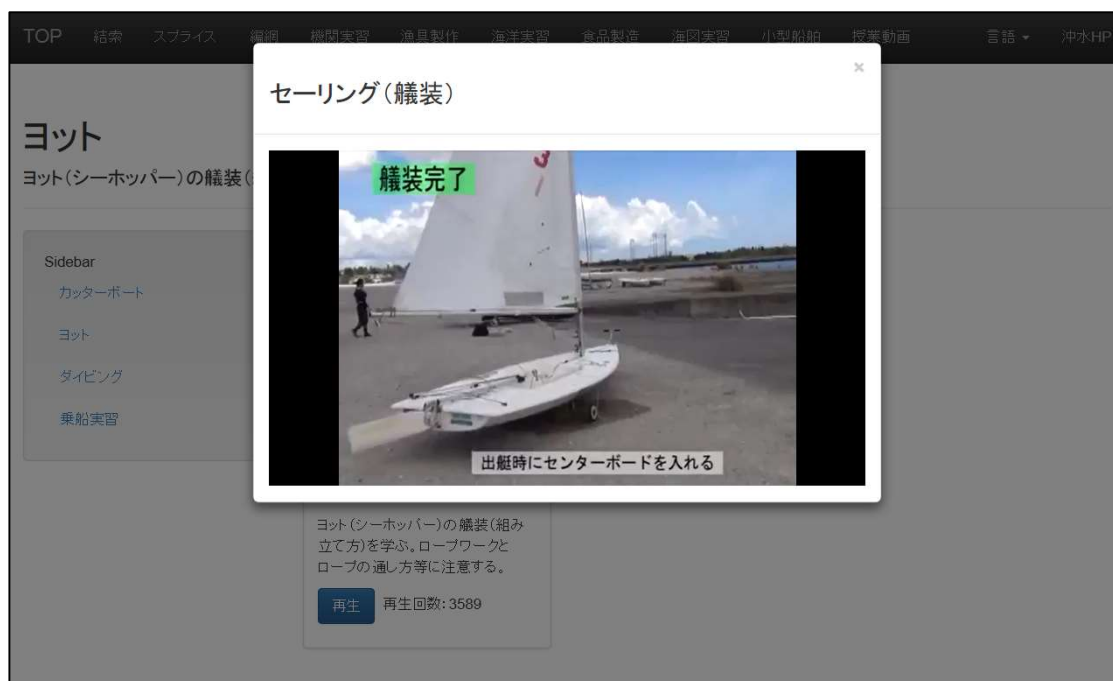 TOP 結索 スプライス 編網 機関実習 漁具製作 海洋実習 食品製造 海図実習 小型船舶 授業動画 言語 沖水HP
×
セーリング(艤装)
ヨット
ヨット(シーホッパー)の艤装(
艤装完了
3
出艇時にセンターボードを入れる
Sidebar
カッターボート
ヨット
ダイビング
乗船実習
ヨット(シーホッパー)の艤装(組み
立て方)を学ぶ。ロープワークと
ロープの通し方等に注意する。
再生 再生回数: 3589